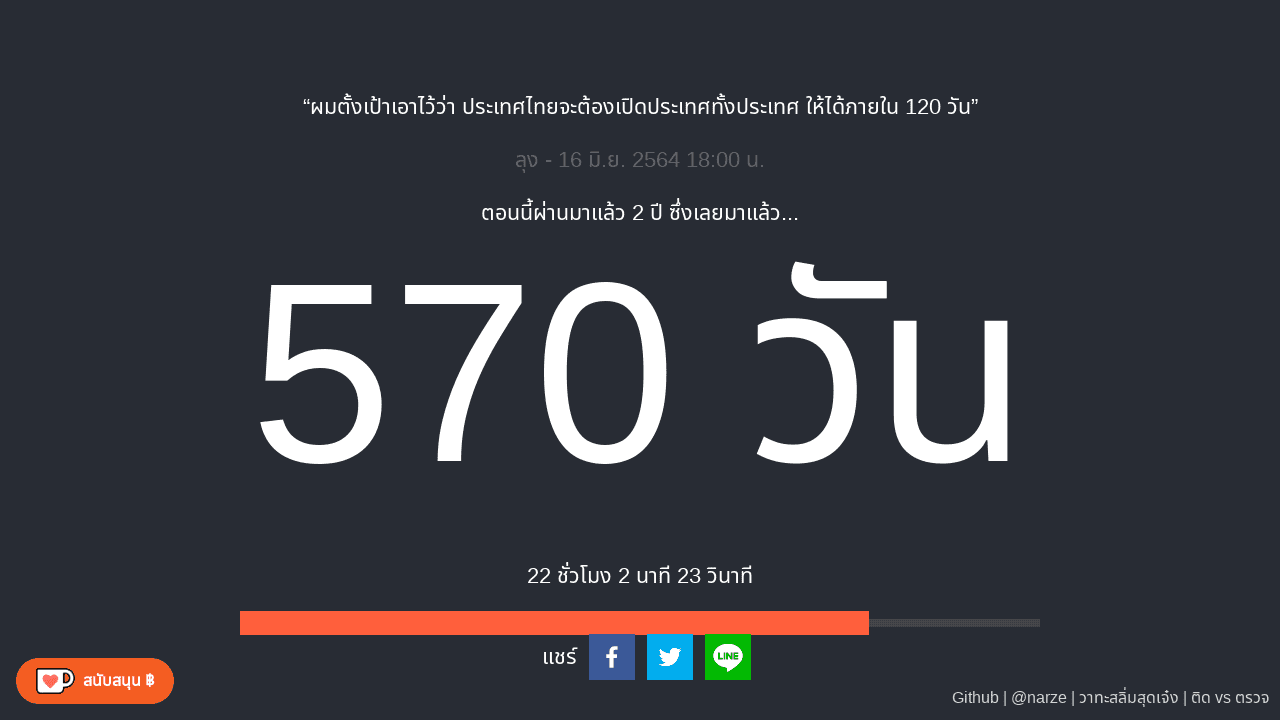 “ผมตั้งเป้าเอาไว้ว่า ประเทศไทยจะต้องเปิดประเทศทั้งประเทศ ให้ได้ภายใน 120 วัน”
ลุง - 16 มิ.ย. 2564 18:00 น.
ตอนนี้ผ่านมาแล้ว 2 ปี ซึ่งเลยมาแล้ว...
570 วัน
22 ชั่วโมง 2 นาที 23 วินาที
แชร์
LINE
สนับสนุน ฿
Github | @narze | วาทะสลิ่มสุดเจ๋ง | ติด vs ตรวจ